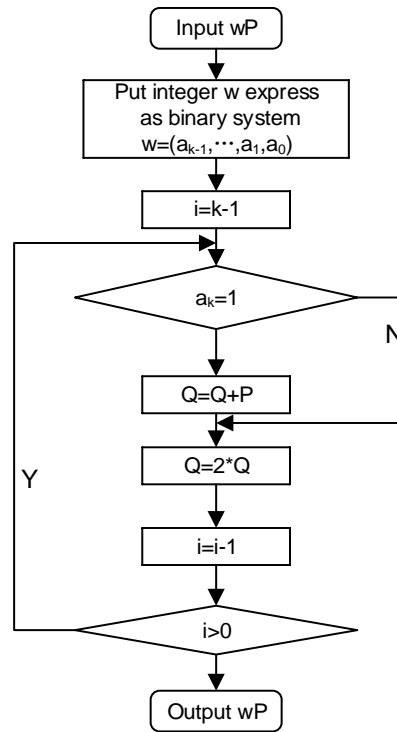 Input wP
Put integer w express
as binary system
w=(aₖ₋₁,⋯,a₁,a₀)
i=k-1
aₖ=1
N
Q=Q+P
Q=2*Q
Y
i=i-1
i>0
Output wP